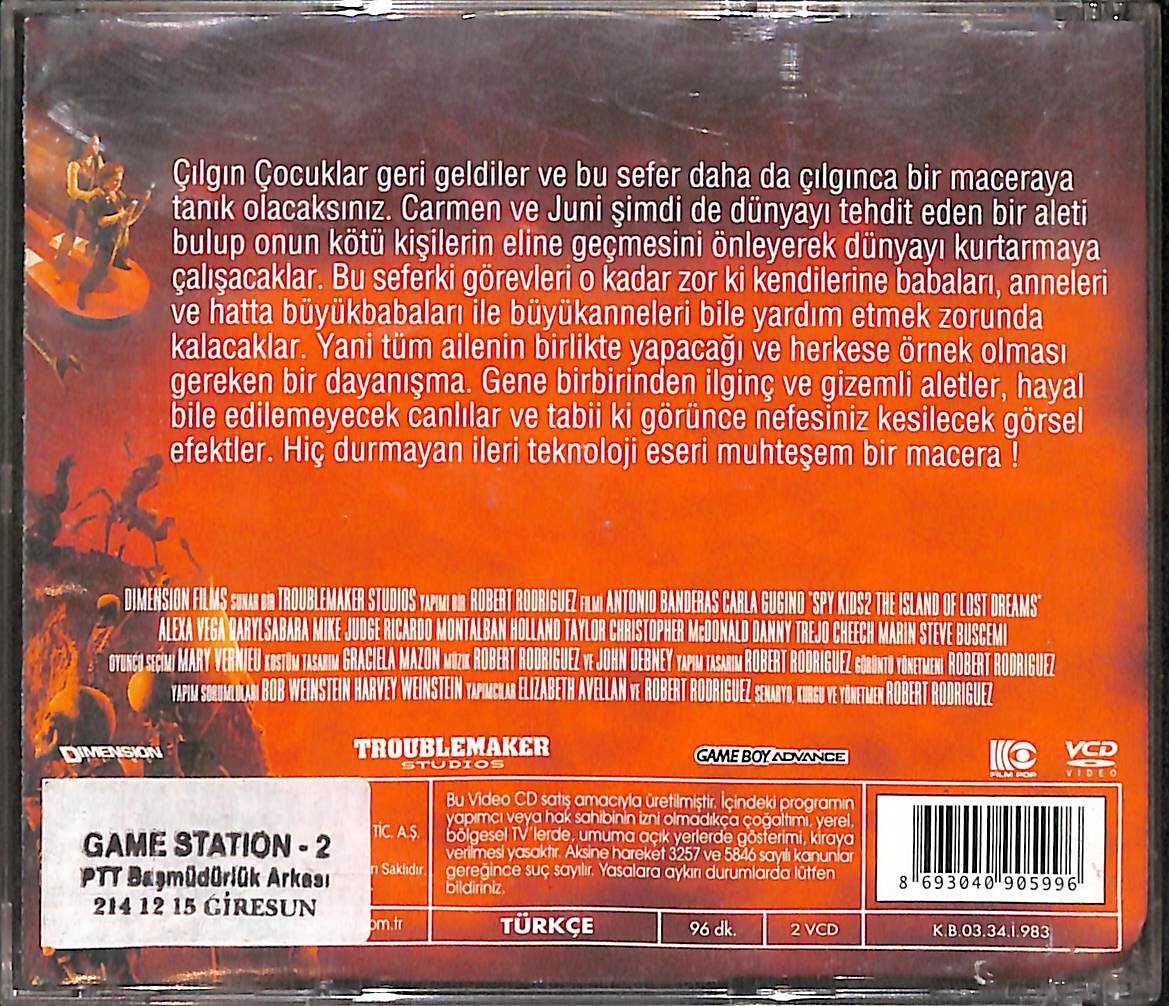 Çılgın Çocuklar geri geldiler ve bu sefer daha da çılgınca bir maceraya
tanık olacaksınız. Carmen ve Juni şimdi de dünyayı tehdit eden bir aleti
bulup onun kötü kişilerin eline geçmesini önleyerek dünyayı kurtarmaya
çalışacaklar. Bu seferki görevleri o kadar zor ki kendilerine babaları, anneleri
ve hatta büyükbabaları ile büyükanneleri bile yardım etmek zorunda
kalacaklar. Yani tüm ailenin birlikte yapacağı ve herkese örnek olması
gereken bir dayanışma. Gene birbirinden ilginç ve gizemli aletler, hayal
bile edilemeyecek canlılar ve tabii ki görünce nefesiniz kesilecek görsel
efektler. Hiç durmayan ileri teknoloji eseri muhteşem bir macera !
DIMENSION FILMS SUNAR BIR TROUBLEMAKER STUDIOS YAPIMI BİR ROBERT RODRIGUEZ FİLMİ ANTONIO BANDERAS CARLA GUGINO "SPY KIDS2 THE ISLAND OF LOST DREAMS"
ALEXA VEGA DARYLSABARA MIKE JUDGE RICARDO MONTALBAN HOLLAND TAYLOR CHRISTOPHER McDONALD DANNY TREJO CHEECH MARIN STEVE BUSCEMI
OYUNCU SEÇİMİ MARY VERNIEU KOSTÜM TASARIM GRACIELA MAZON MÜZİK ROBERT RODRIGUEZ VE JOHN DEBNEY YAPIM TASARIM ROBERT RODRIGUEZ GÖRÜNTÜ YÖNETMENİ ROBERT RODRIGUEZ
YAPIM SORUMLULARI BOB WEINSTEIN HARVEY WEINSTEIN YAPIMCILAR ELIZABETH AVELLAN VE ROBERT RODRIGUEZ SENARYO, KURGU VE YÖNETMEN ROBERT RODRIGUEZ
DIMENSION
TROUBLEMAKER
STUDIOS
GAME BOY ADVANCE
FILM POP
VCD
VIDEO
GAME STATION - 2
PTT Başmüdürlük Arkası
214 12 15 GİRESUN
TİC. A.Ş.
Saklıdır.
om.tr
Bu Video CD satış amacıyla üretilmiştir. İçindeki programın
yapımcı veya hak sahibinin izni olmadıkça çoğaltımı, yerel,
bölgesel TV'lerde, umuma açık yerlerde gösterimi, kiraya
verilmesi yasaktır. Aksine hareket 3257 ve 5846 sayılı kanunlar
gereğince suç sayılır. Yasalara aykırı durumlarda lütfen
bildiriniz.
TÜRKÇE
96 dk.
2 VCD
8 693040 905996
K.B.03.34.I.983